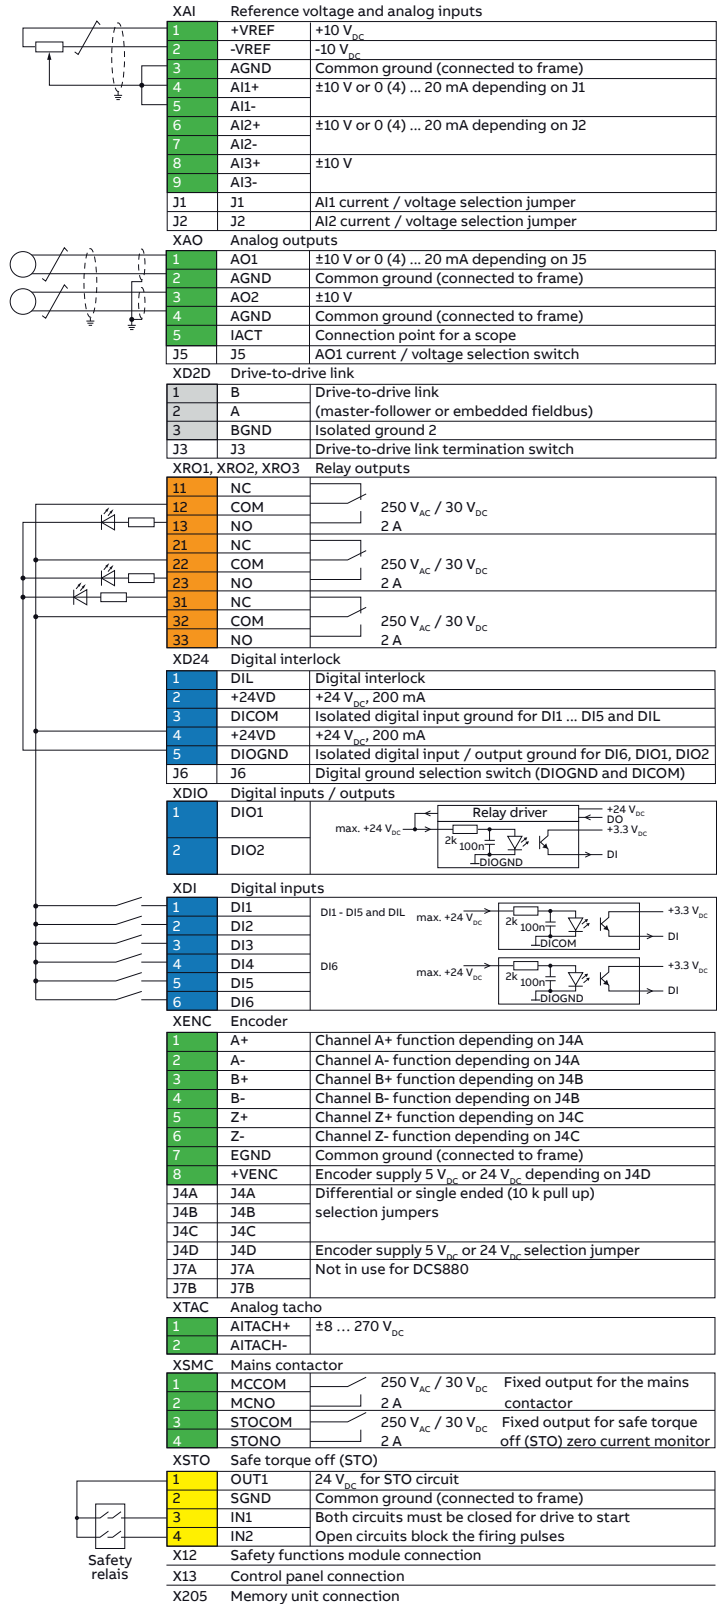 XAI Reference voltage and analog inputs
1 +VREF +10 VDC
2 -VREF -10 VDC
3 AGND Common ground (connected to frame)
4 AI1+ ±10 V or 0 (4) ... 20 mA depending on J1
5 AI1-
6 AI2+ ±10 V or 0 (4) ... 20 mA depending on J2
7 AI2-
8 AI3+ ±10 V
9 AI3-
J1 J1 AI1 current / voltage selection jumper
J2 J2 AI2 current / voltage selection jumper
XAO Analog outputs
1 AO1 ±10 V or 0 (4) ... 20 mA depending on J5
2 AGND Common ground (connected to frame)
3 AO2 ±10 V
4 AGND Common ground (connected to frame)
5 IACT Connection point for a scope
J5 J5 AO1 current / voltage selection switch
XD2D Drive-to-drive link
1 B Drive-to-drive link
2 A (master-follower or embedded fieldbus)
3 BGND Isolated ground 2
J3 J3 Drive-to-drive link termination switch
XRO1, XRO2, XRO3 Relay outputs
11 NC
12 COM 250 VAC / 30 VDC
13 NO 2 A
21 NC
22 COM 250 VAC / 30 VDC
23 NO 2 A
31 NC
32 COM 250 VAC / 30 VDC
33 NO 2 A
XD24 Digital interlock
1 DIL Digital interlock
2 +24VD +24 VDC, 200 mA
3 DICOM Isolated digital input ground for DI1 ... DI5 and DIL
4 +24VD +24 VDC, 200 mA
5 DIOGND Isolated digital input / output ground for DI6, DIO1, DIO2
J6 J6 Digital ground selection switch (DIOGND and DICOM)
XDIO Digital inputs / outputs
1 DIO1
2 DIO2
max. +24 VDC
Relay driver
2k
100n
DIOGND
+24 VDC
DO
+3.3 VDC
DI
XDI Digital inputs
1 DI1
2 DI2
3 DI3
4 DI4
5 DI5
6 DI6
DI1 - DI5 and DIL max. +24 VDC
2k
100n
DICOM
+3.3 VDC
DI
DI6 max. +24 VDC
2k
100n
DIOGND
+3.3 VDC
DI
XENC Encoder
1 A+ Channel A+ function depending on J4A
2 A- Channel A- function depending on J4A
3 B+ Channel B+ function depending on J4B
4 B- Channel B- function depending on J4B
5 Z+ Channel Z+ function depending on J4C
6 Z- Channel Z- function depending on J4C
7 EGND Common ground (connected to frame)
8 +VENC Encoder supply 5 VDC or 24 VDC depending on J4D
J4A J4A Differential or single ended (10 k pull up)
J4B J4B selection jumpers
J4C J4C
J4D J4D Encoder supply 5 VDC or 24 VDC selection jumper
J7A J7A Not in use for DCS880
J7B J7B
XTAC Analog tacho
1 AITACH+ ±8 ... 270 VDC
2 AITACH-
XSMC Mains contactor
1 MCCOM 250 VAC / 30 VDC Fixed output for the mains
2 MCNO 2 A contactor
3 STOCOM 250 VAC / 30 VDC Fixed output for safe torque
4 STONO 2 A off (STO) zero current monitor
XSTO Safe torque off (STO)
1 OUT1 24 VDC for STO circuit
2 SGND Common ground (connected to frame)
3 IN1 Both circuits must be closed for drive to start
4 IN2 Open circuits block the firing pulses
Safety
relais
X12 Safety functions module connection
X13 Control panel connection
X205 Memory unit connection